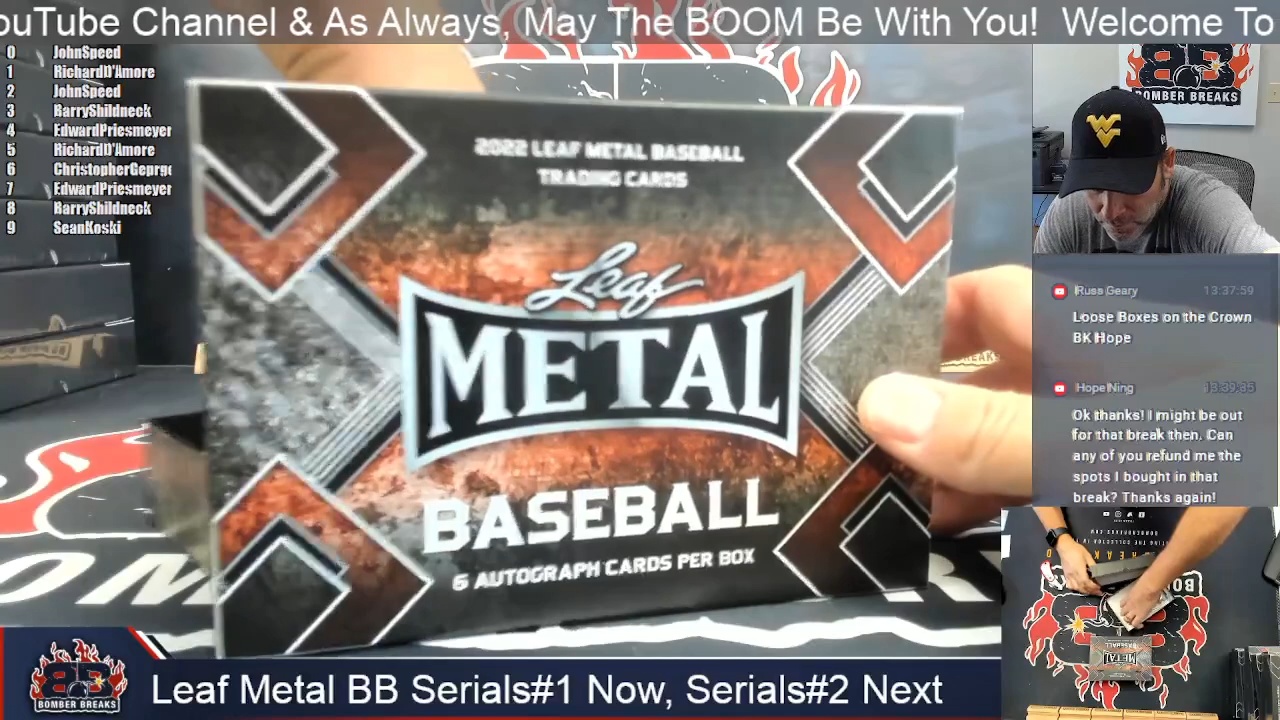 ouTube Channel & As Always, May The BOOM Be With You! Welcome To
0 JohnSpeed
1 RichardD'Amore
2 JohnSpeed
3 BarryShildneck
4 EdwardPriesmeyer
5 RichardD'Amore
6 ChristopherGeorge
7 EdwardPriesmeyer
8 BarryShildneck
9 SeanKoski
2022 LEAF METAL BASEBALL
TRADING CARDS
Leaf
METAL
BASEBALL
6 AUTOGRAPH CARDS PER BOX
BOMBER BREAKS
WV
Russ Geary 13:37:59
Loose Boxes on the Crown
BK Hope
Hope Ning 13:39:35
Ok thanks! I might be out
for that break then. Can
any of you refund me the
spots I bought in that
break? Thanks again!
METAL
BASEBALL
BB
BOMBER BREAKS
Leaf Metal BB Serials#1 Now, Serials#2 Next